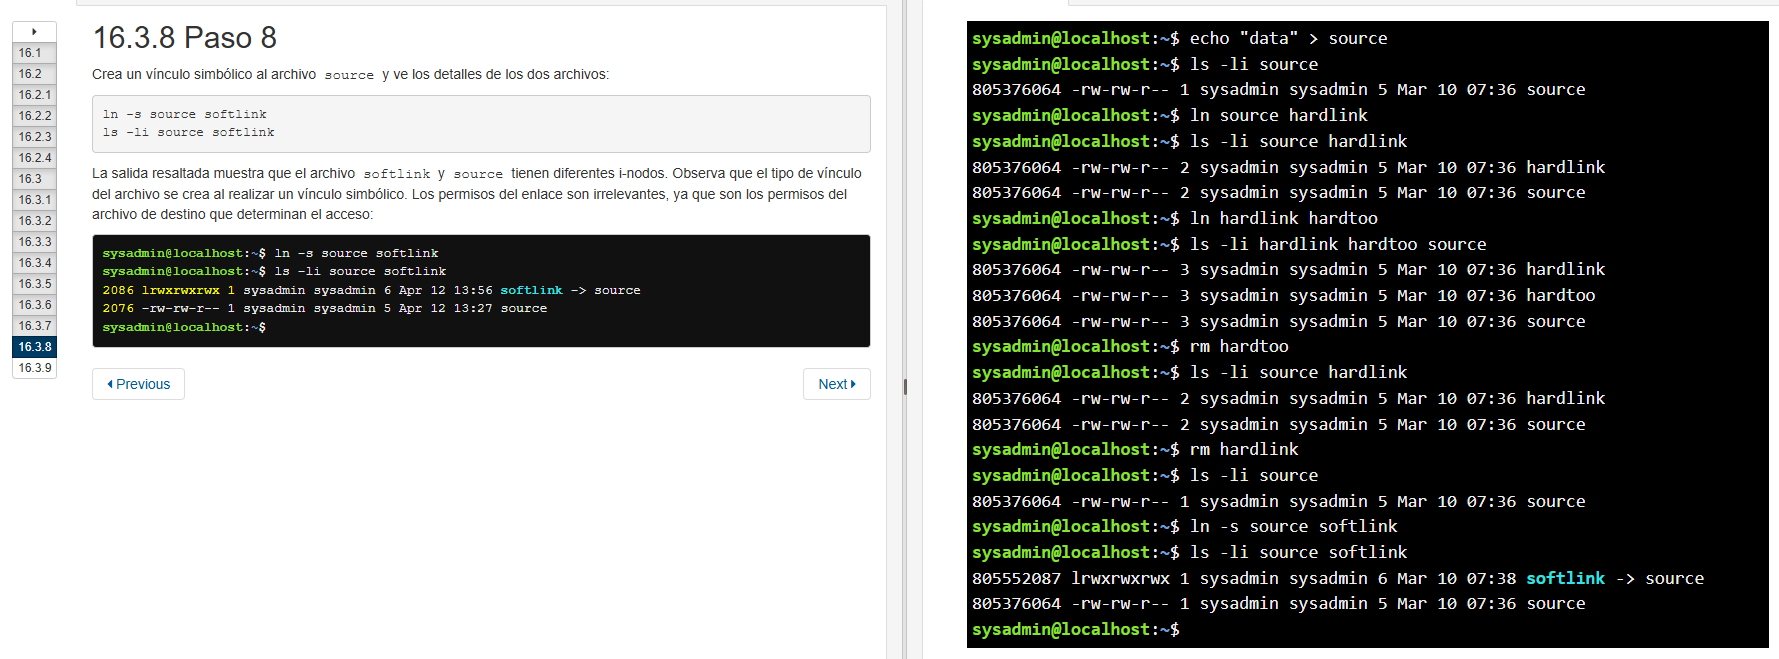 16.1
16.2
16.2.1
16.2.2
16.2.3
16.2.4
16.3
16.3.1
16.3.2
16.3.3
16.3.4
16.3.5
16.3.6
16.3.7
16.3.8
16.3.9
16.3.8 Paso 8
Crea un vínculo simbólico al archivo source y ve los detalles de los dos archivos:
ln -s source softlink
ls -li source softlink
La salida resaltada muestra que el archivo softlink y source tienen diferentes i-nodos. Observa que el tipo de vínculo
del archivo se crea al realizar un vínculo simbólico. Los permisos del enlace son irrelevantes, ya que son los permisos del
archivo de destino que determinan el acceso:
sysadmin@localhost:~$ ln -s source softlink
sysadmin@localhost:~$ ls -li source softlink
2086 lrwxrwxrwx 1 sysadmin sysadmin 6 Apr 12 13:56 softlink -> source
2076 -rw-rw-r-- 1 sysadmin sysadmin 5 Apr 12 13:27 source
sysadmin@localhost:~$
Previous
Next
sysadmin@localhost:~$ echo "data" > source
sysadmin@localhost:~$ ls -li source
805376064 -rw-rw-r-- 1 sysadmin sysadmin 5 Mar 10 07:36 source
sysadmin@localhost:~$ ln source hardlink
sysadmin@localhost:~$ ls -li source hardlink
805376064 -rw-rw-r-- 2 sysadmin sysadmin 5 Mar 10 07:36 hardlink
805376064 -rw-rw-r-- 2 sysadmin sysadmin 5 Mar 10 07:36 source
sysadmin@localhost:~$ ln hardlink hardtoo
sysadmin@localhost:~$ ls -li hardlink hardtoo source
805376064 -rw-rw-r-- 3 sysadmin sysadmin 5 Mar 10 07:36 hardlink
805376064 -rw-rw-r-- 3 sysadmin sysadmin 5 Mar 10 07:36 hardtoo
805376064 -rw-rw-r-- 3 sysadmin sysadmin 5 Mar 10 07:36 source
sysadmin@localhost:~$ rm hardtoo
sysadmin@localhost:~$ ls -li source hardlink
805376064 -rw-rw-r-- 2 sysadmin sysadmin 5 Mar 10 07:36 hardlink
805376064 -rw-rw-r-- 2 sysadmin sysadmin 5 Mar 10 07:36 source
sysadmin@localhost:~$ rm hardlink
sysadmin@localhost:~$ ls -li source
805376064 -rw-rw-r-- 1 sysadmin sysadmin 5 Mar 10 07:36 source
sysadmin@localhost:~$ ln -s source softlink
sysadmin@localhost:~$ ls -li source softlink
805552087 lrwxrwxrwx 1 sysadmin sysadmin 6 Mar 10 07:38 softlink -> source
805376064 -rw-rw-r-- 1 sysadmin sysadmin 5 Mar 10 07:36 source
sysadmin@localhost:~$